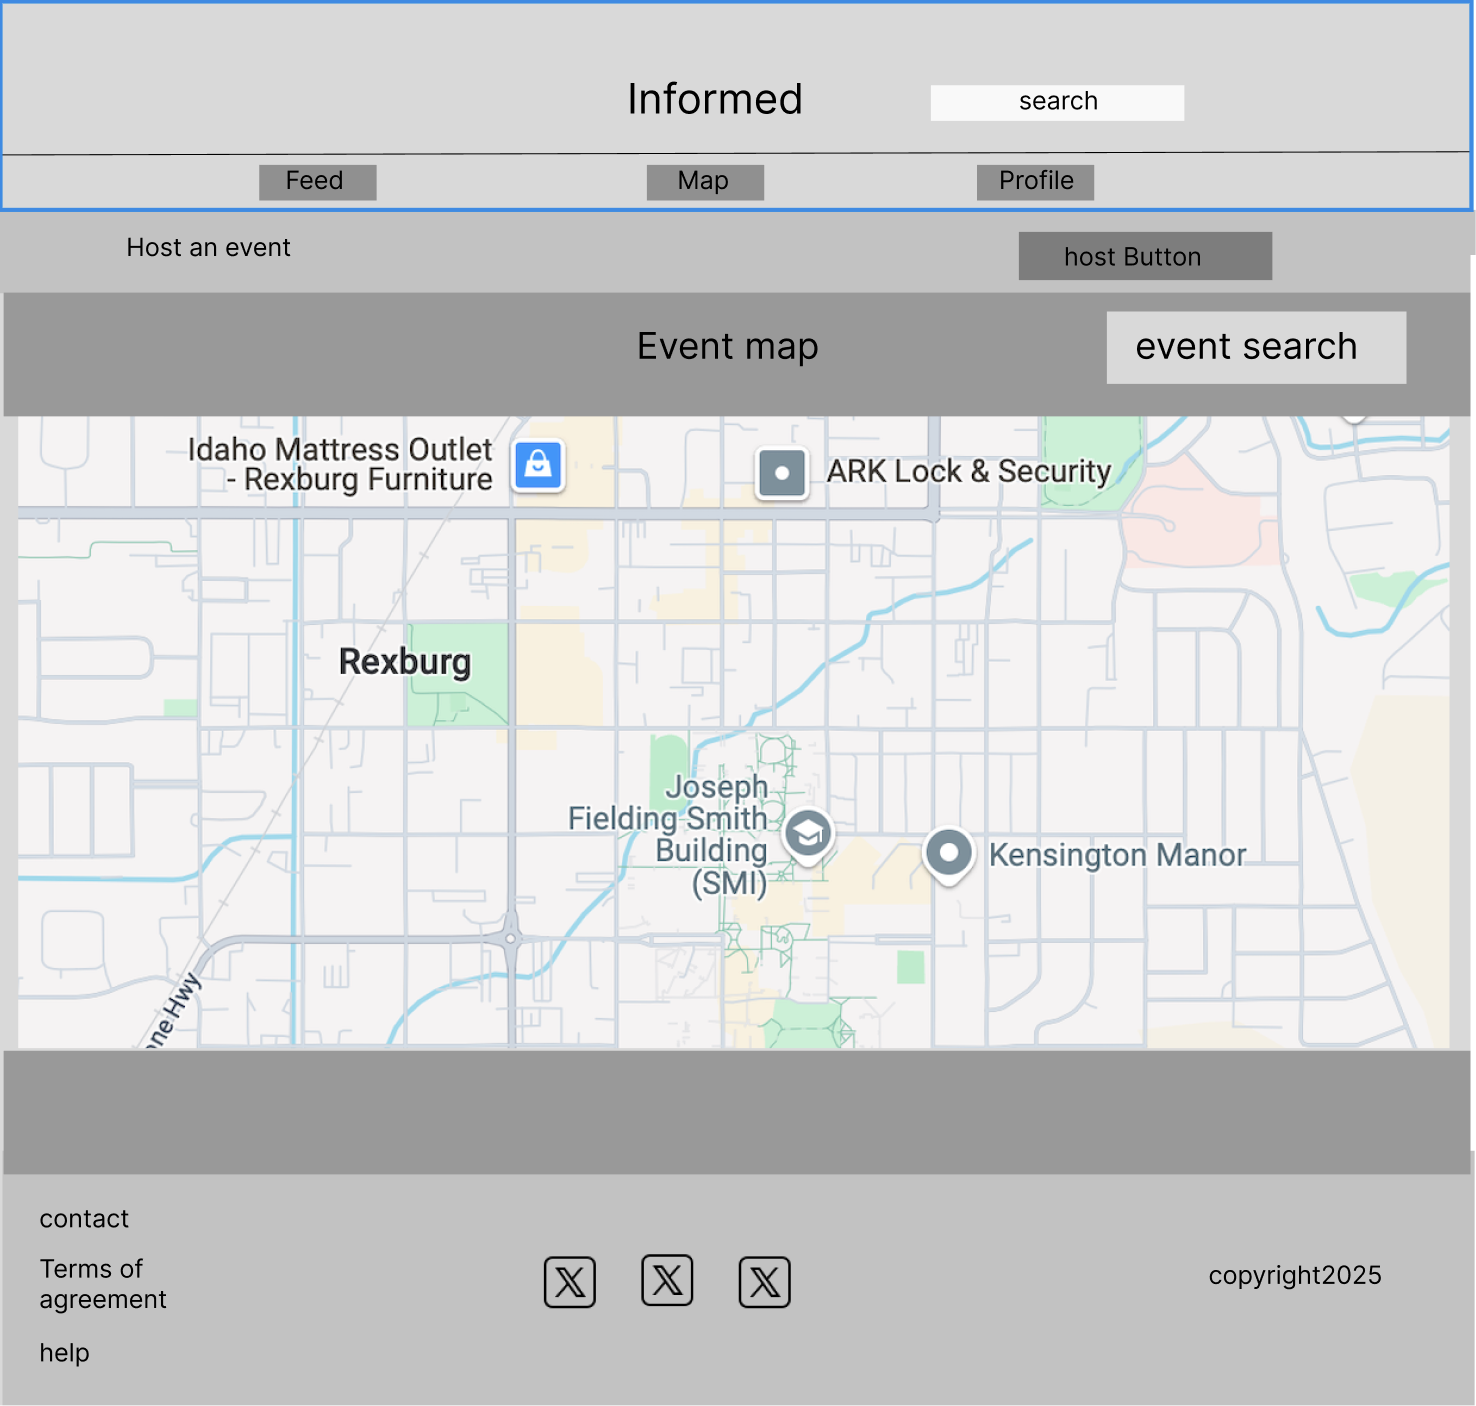 Informed
search
Feed
Map
Profile
Host an event
host Button
Event map
event search
Idaho Mattress Outlet
- Rexburg Furniture
ARK Lock & Security
Rexburg
Joseph
Fielding Smith
Building
(SMI)
Kensington Manor
one Hwy
contact
Terms of
agreement
help
X
X
X
copyright2025